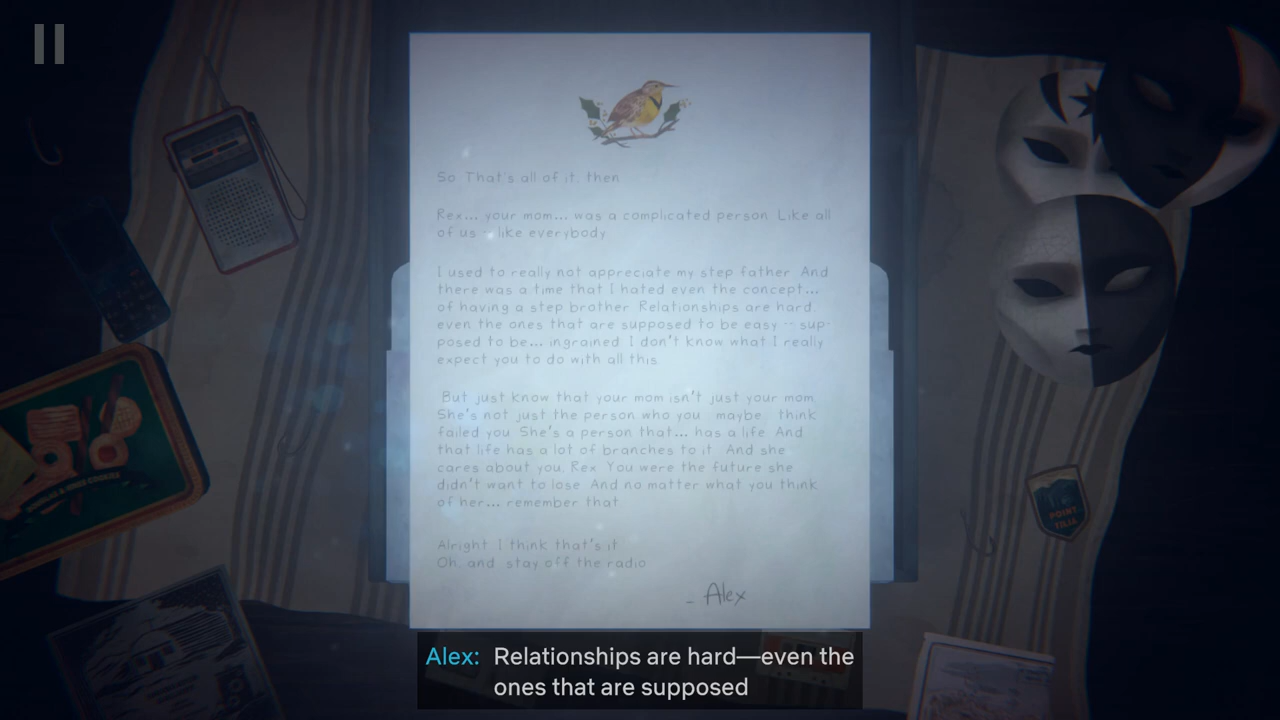 So. That's all of it, then.
Rex... your mom... was a complicated person. Like all
of us -- like everybody.
I used to really not appreciate my step father. And
there was a time that I hated even the concept...
of having a step brother. Relationships are hard,
even the ones that are supposed to be easy -- sup-
posed to be... ingrained. I don't know what I really
expect you to do with all this.
But just know that your mom isn't just your mom.
She's not just the person who you, maybe, think
failed you. She's a person that... has a life. And
that life has a lot of branches to it. And she
cares about you, Rex. You were the future she
didn't want to lose. And no matter what you think
of her... remember that.
Alright. I think that's it.
Oh, and, stay off the radio.
- Alex
POINT
TILIA
Alex: Relationships are hard—even the
ones that are supposed